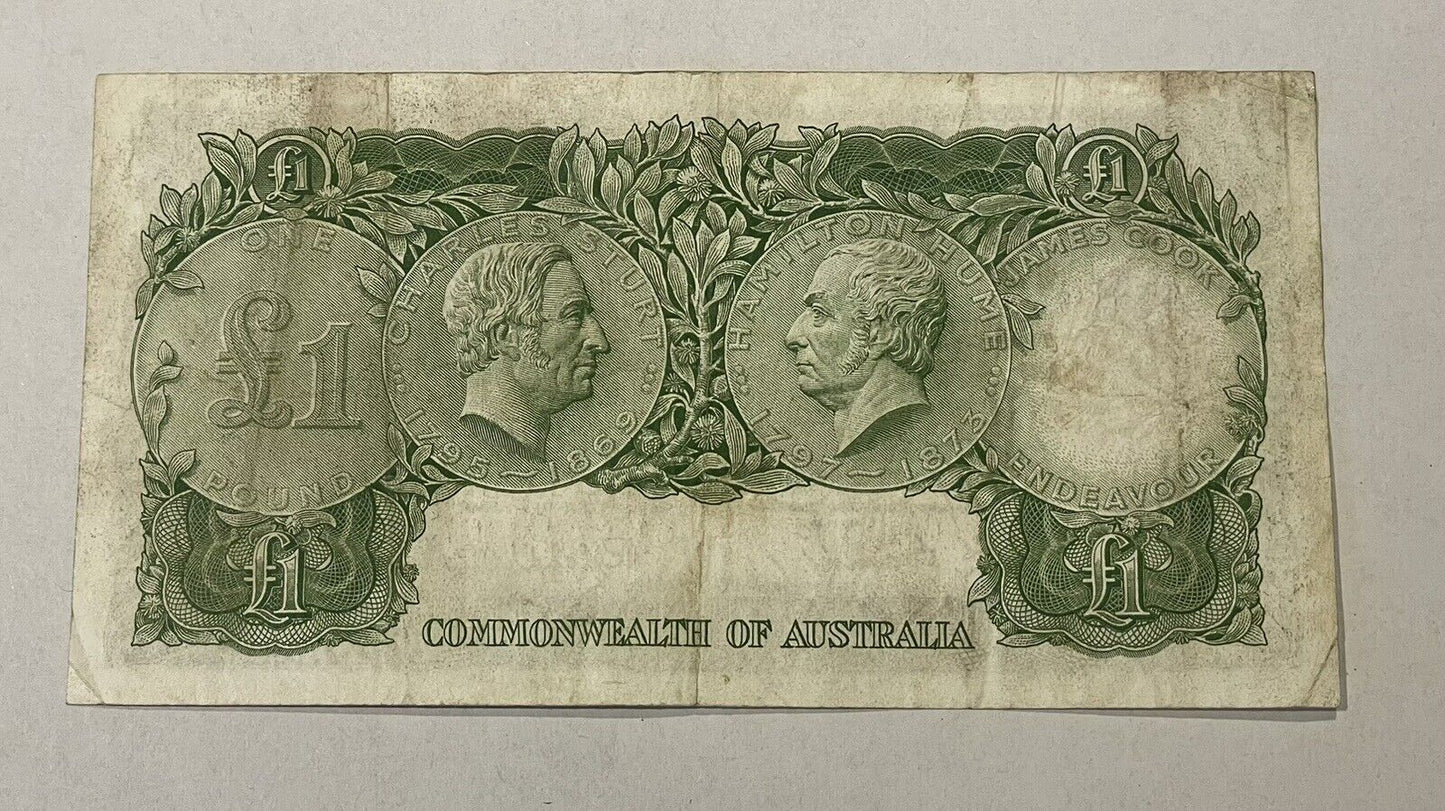 £1
£1
ONE
£1
POUND
CHARLES STURT
1795~1869
HAMILTON HUME
1797~1873
JAMES COOK
ENDEAVOUR
£1
£1
COMMONWEALTH OF AUSTRALIA